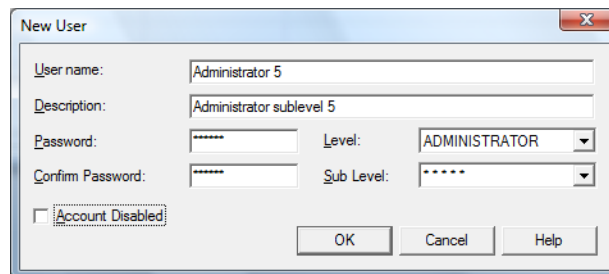 New User
User name: Administrator 5
Description: Administrator sublevel 5
Password: ****** Level: ADMINISTRATOR
Confirm Password: ****** Sub Level: * * * * *
Account Disabled
OK Cancel Help